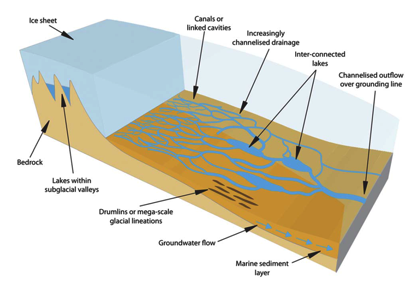 Ice sheet
Canals or
linked cavities
Increasingly
channelised drainage
Inter-connected
lakes
Channelised outflow
over grounding line
Bedrock
Lakes within
subglacial valleys
Drumlins or mega-scale
glacial lineations
Groundwater flow
Marine sediment
layer